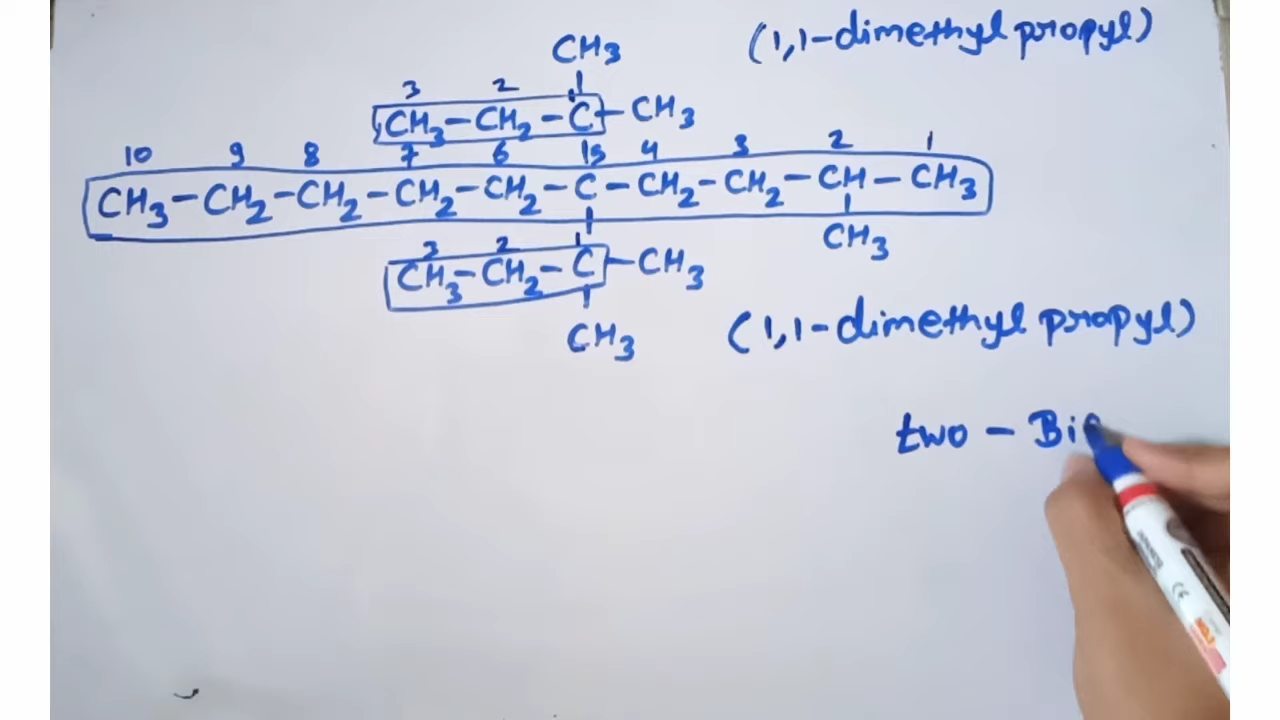 (1,1-dimethyl propyl)
CH3
3 2 1
CH3-CH2-C-CH3
10 9 8 7 6 5 4 3 2 1
CH3-CH2-CH2-CH2-CH2-C-CH2-CH2-CH-CH3
CH3
3 2 1
CH3-CH2-C-CH3
CH3
(1,1-dimethyl propyl)
two - Bis